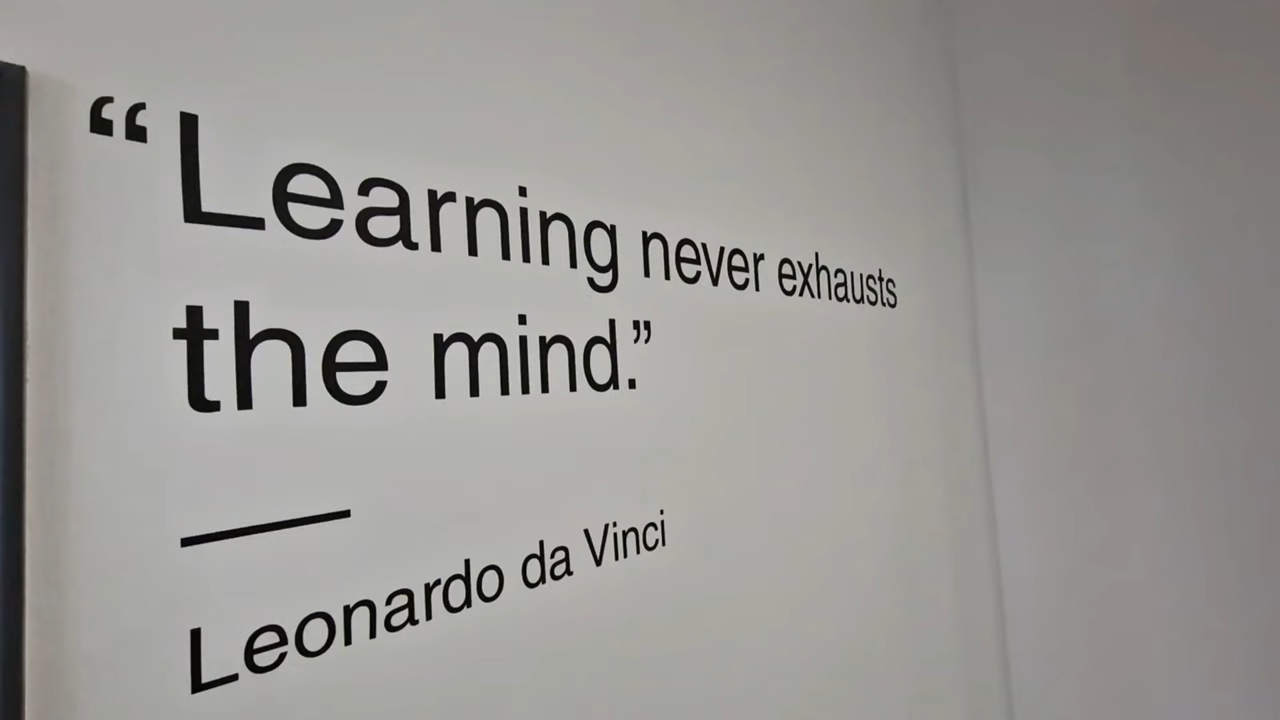 “Learning never exhausts
the mind.”
Leonardo da Vinci